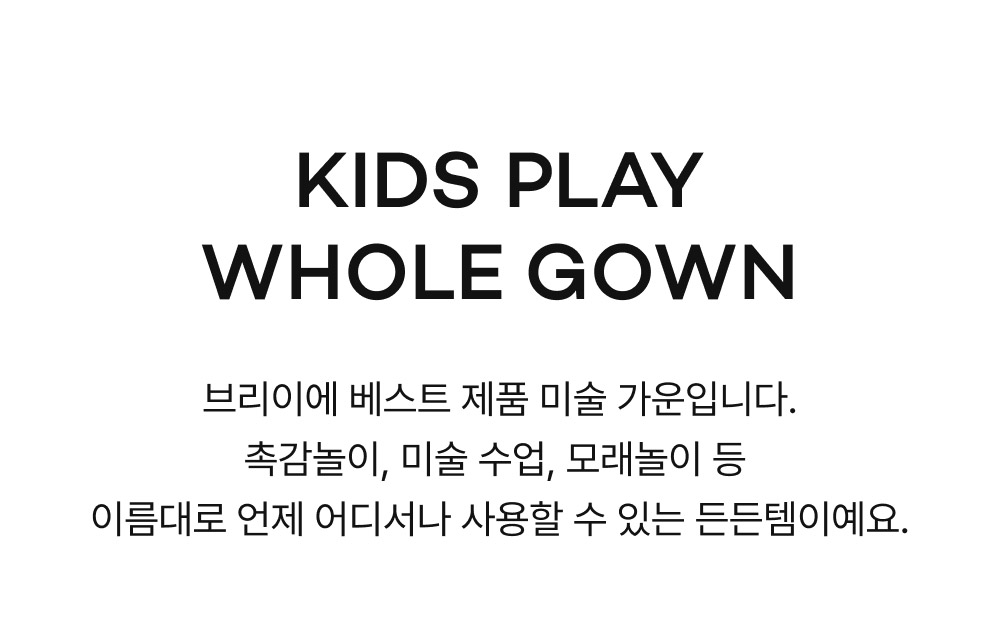 KIDS PLAY
WHOLE GOWN
브리이에 베스트 제품 미술 가운입니다.
촉감놀이, 미술 수업, 모래놀이 등
이름대로 언제 어디서나 사용할 수 있는 든든템이예요.